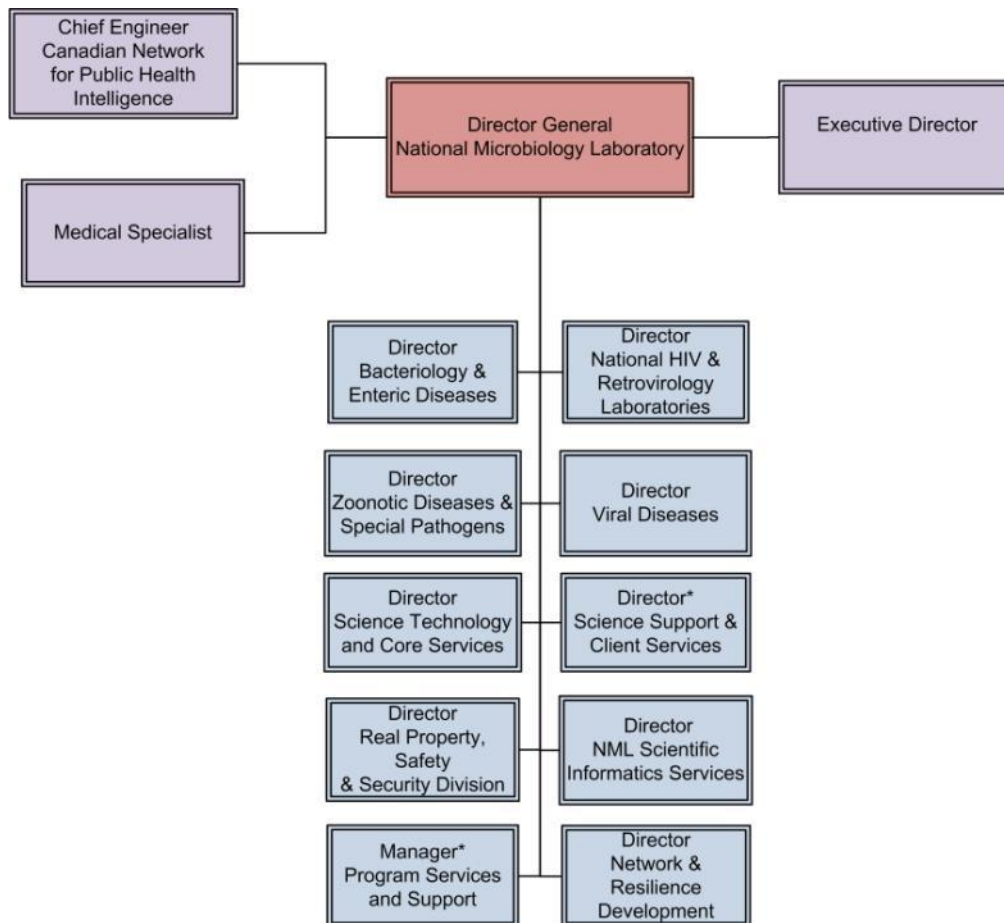 Chief Engineer
Canadian Network
for Public Health
Intelligence
Director General
National Microbiology Laboratory
Executive Director
Medical Specialist
Director
Bacteriology &
Enteric Diseases
Director
National HIV &
Retrovirology
Laboratories
Director
Zoonotic Diseases &
Special Pathogens
Director
Viral Diseases
Director
Science Technology
and Core Services
Director*
Science Support &
Client Services
Director
Real Property,
Safety
& Security Division
Director
NML Scientific
Informatics Services
Manager*
Program Services
and Support
Director
Network &
Resilience
Development